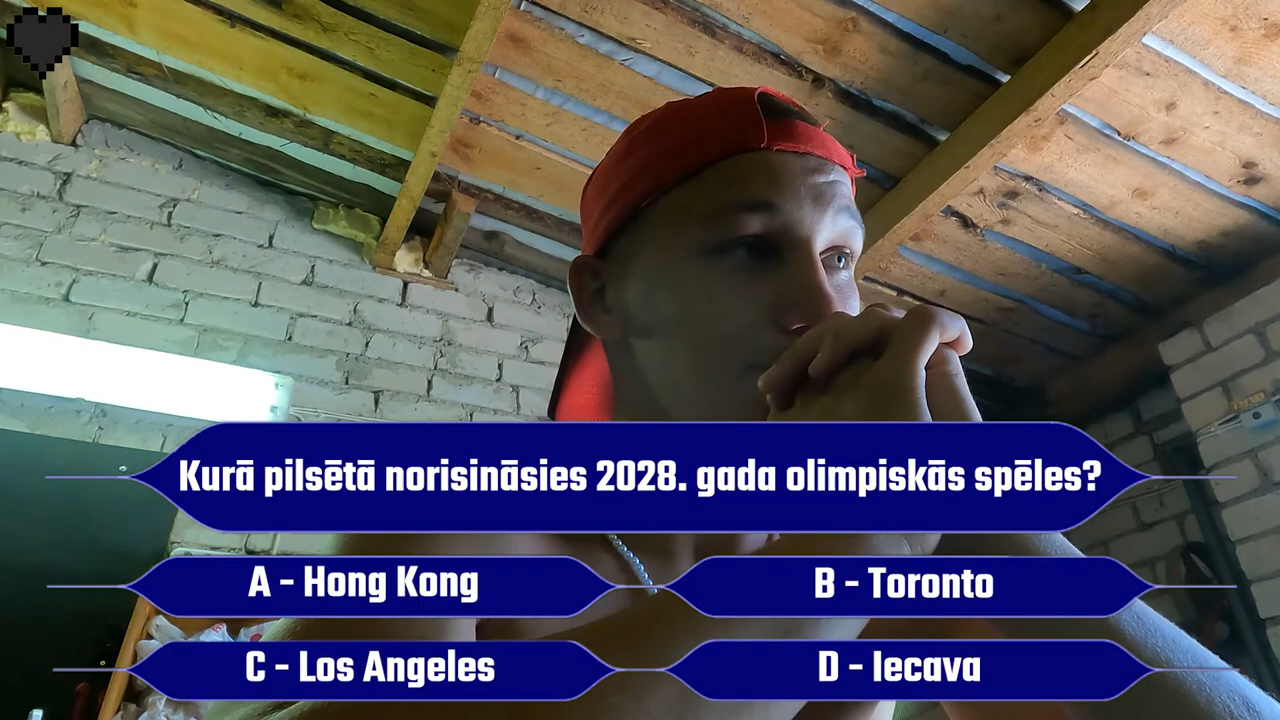 Kurā pilsētā norisināsies 2028. gada olimpiskās spēles?
A - Hong Kong
B - Toronto
C - Los Angeles
D - Iecava